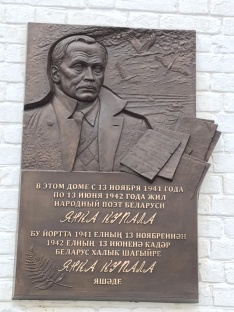 В ЭТОМ ДОМЕ С 13 НОЯБРЯ 1941 ГОДА
ПО 13 ИЮНЯ 1942 ГОДА ЖИЛ
НАРОДНЫЙ ПОЭТ БЕЛАРУСИ
ЯНКА КУПАЛА
БУ ЙОРТТА 1941 ЕЛНЫҢ 13 НОЯБРЕННӘН
1942 ЕЛНЫҢ 13 ИЮНЕНӘ КАДӘР
БЕЛАРУС ХАЛЫК ШАГЫЙРЕ
ЯНКА КУПАЛА
ЯШӘДЕ